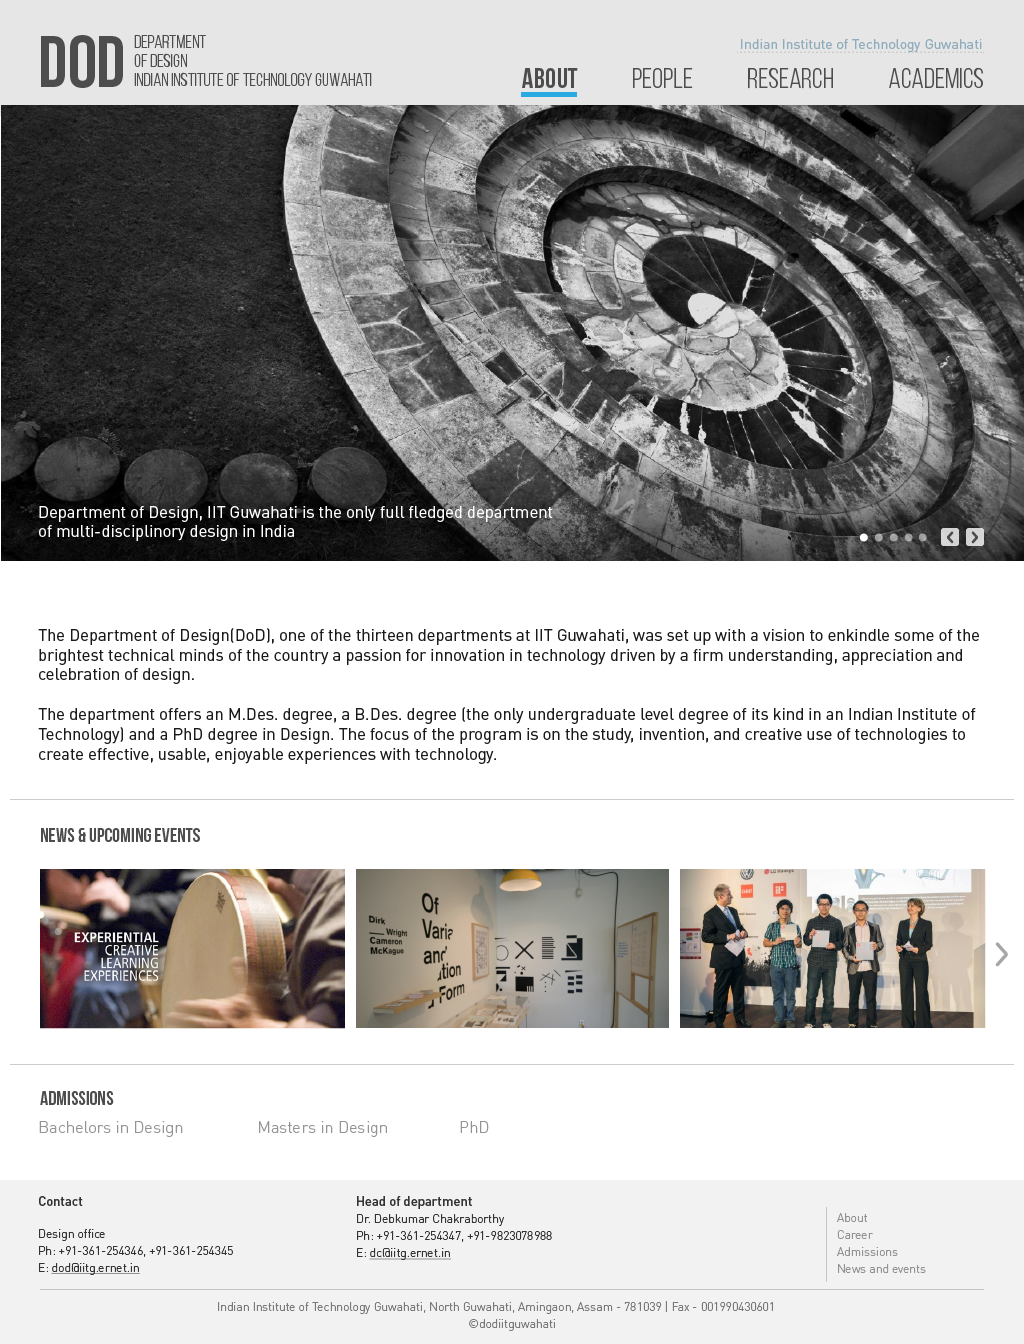 DOD
DEPARTMENT
OF DESIGN
INDIAN INSTITUTE OF TECHNOLOGY GUWAHATI
Indian Institute of Technology Guwahati
ABOUT PEOPLE RESEARCH ACADEMICS
Department of Design, IIT Guwahati is the only full fledged department
of multi-disciplinory design in India
The Department of Design(DoD), one of the thirteen departments at IIT Guwahati, was set up with a vision to enkindle some of the
brightest technical minds of the country a passion for innovation in technology driven by a firm understanding, appreciation and
celebration of design.
The department offers an M.Des. degree, a B.Des. degree (the only undergraduate level degree of its kind in an Indian Institute of
Technology) and a PhD degree in Design. The focus of the program is on the study, invention, and creative use of technologies to
create effective, usable, enjoyable experiences with technology.
NEWS & UPCOMING EVENTS
EXPERIENTIAL
CREATIVE
LEARNING
EXPERIENCES
Dirk
Wright
Cameron
McKague
Of
Varia
and
ation
Form
ADMISSIONS
Bachelors in Design Masters in Design PhD
Contact
Design office
Ph: +91-361-254346, +91-361-254345
E: dod@iitg.ernet.in
Head of department
Dr. Debkumar Chakraborthy
Ph: +91-361-254347, +91-9823078988
E: dc@iitg.ernet.in
About
Career
Admissions
News and events
Indian Institute of Technology Guwahati, North Guwahati, Amingaon, Assam - 781039 | Fax - 001990430601
©dodiitguwahati